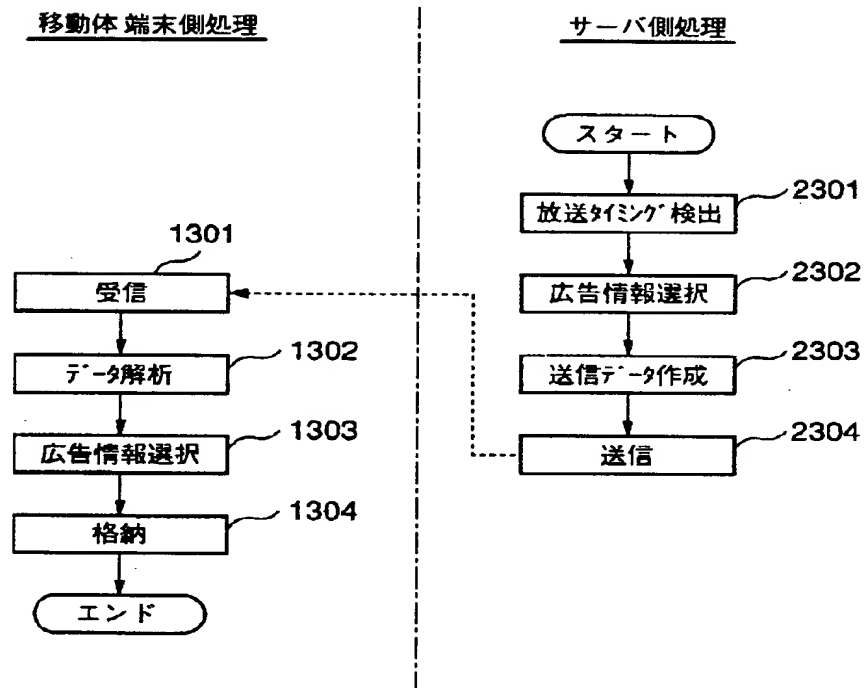 移動体端末側処理
サーバ側処理
スタート
2301
放送ﾀｲﾐﾝｸﾞ検出
2302
広告情報選択
2303
送信ﾃﾞｰﾀ作成
2304
送信
1301
受信
1302
ﾃﾞｰﾀ解析
1303
広告情報選択
1304
格納
エンド